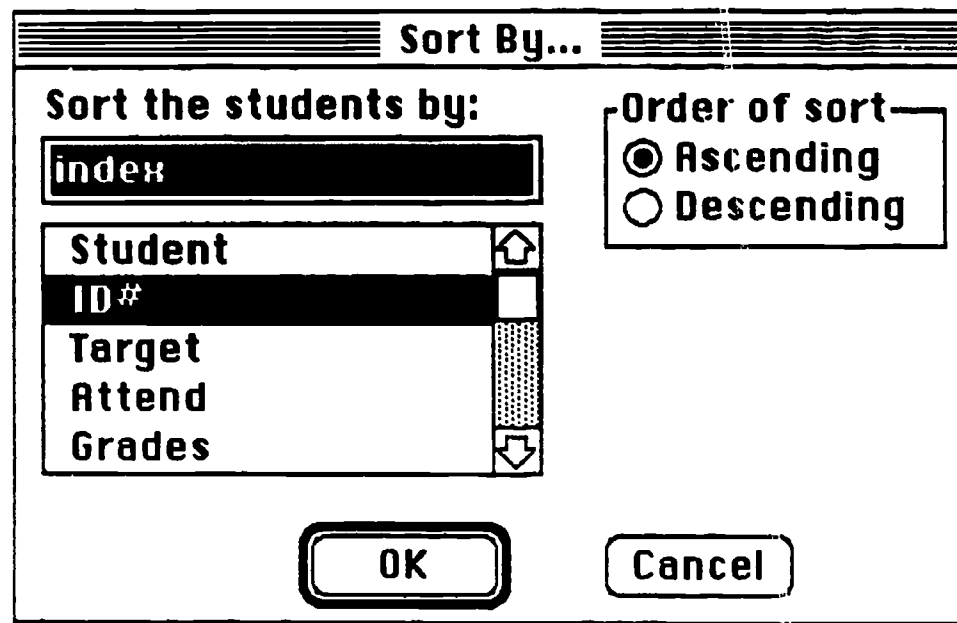 Sort By...
Sort the students by:
index
Student
ID#
Target
Attend
Grades
Order of sort
Ascending
Descending
OK
Cancel